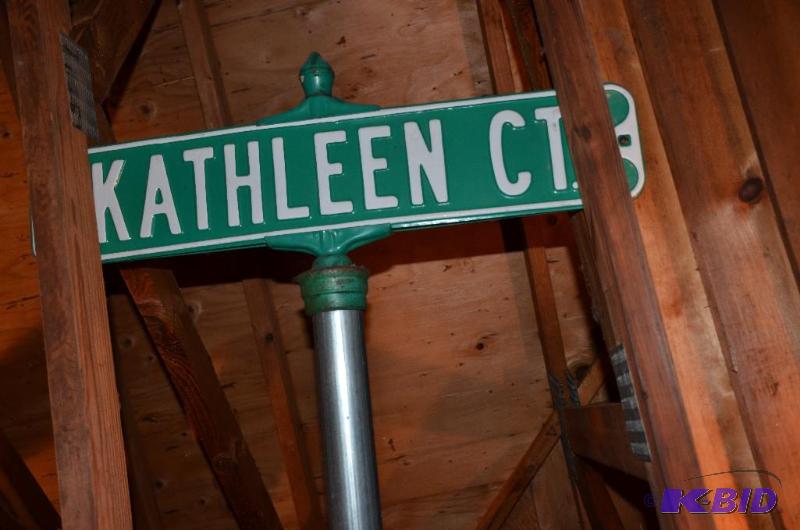 KATHLEEN CT.
© K-BID